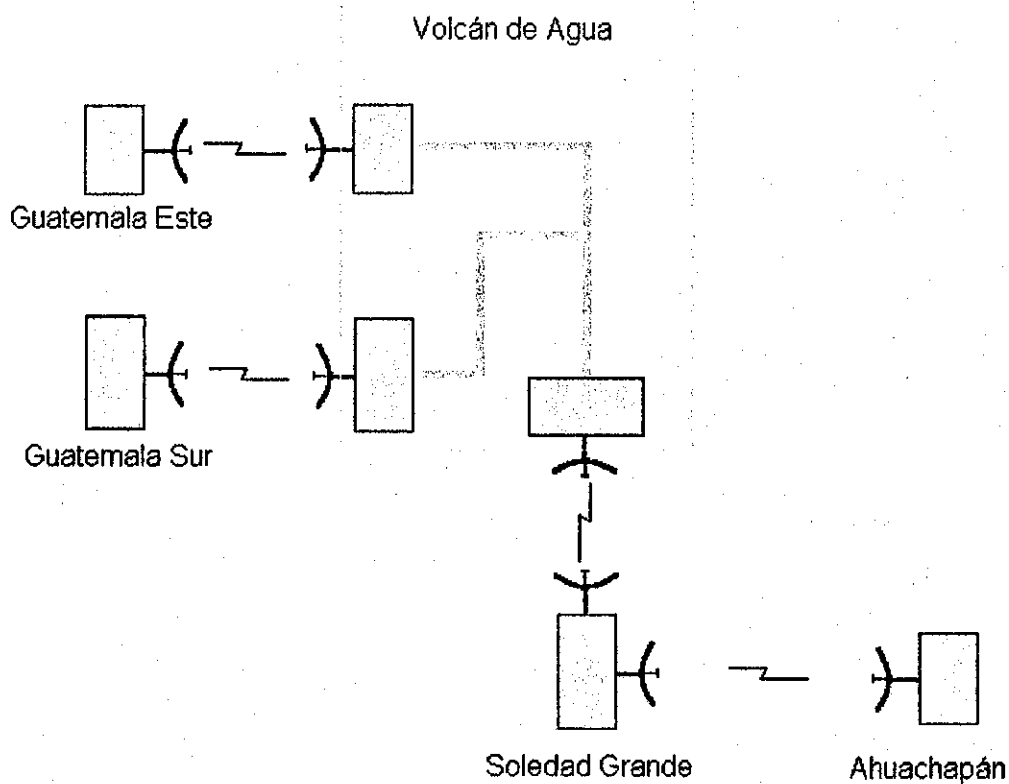 Volcán de Agua
Guatemala Este
Guatemala Sur
Soledad Grande
Ahuachapán